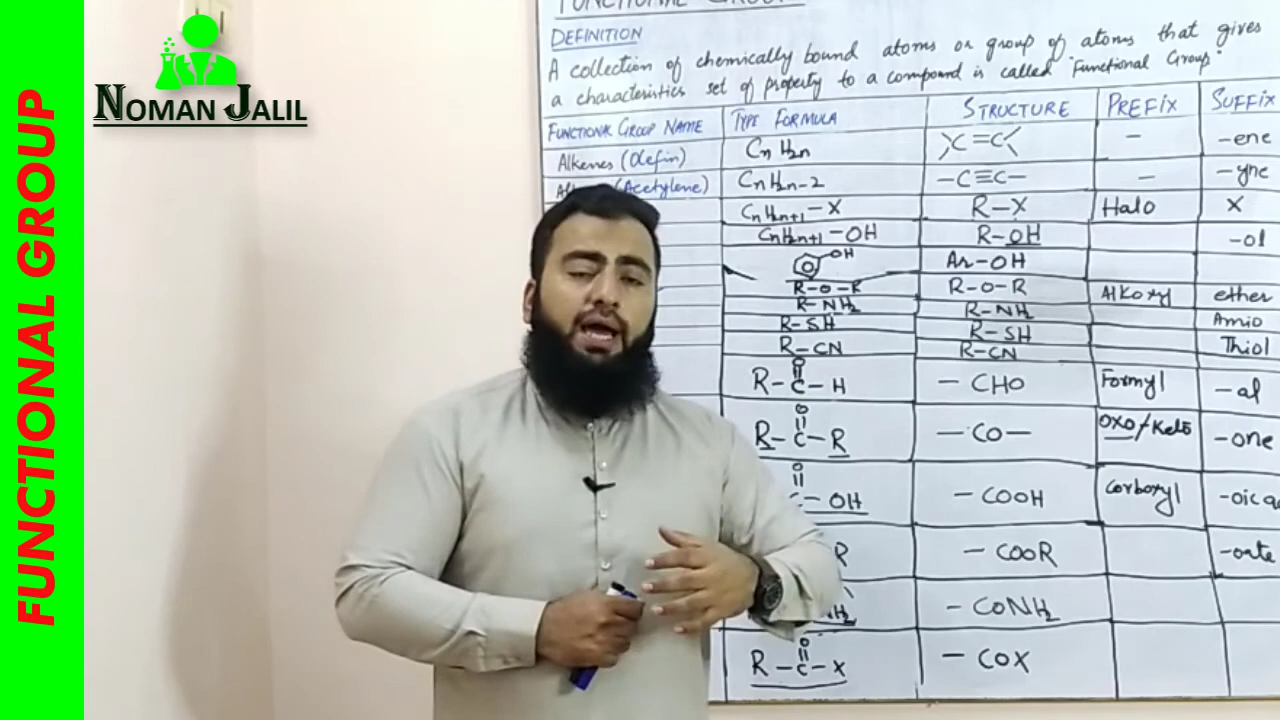 FUNCTIONAL GROUP
NOMAN JALIL
FUNCTIONAL GROUP
DEFINITION
A collection of chemically bound atoms or group of atoms that gives
a characteristics set of property to a compound is called "Functional Group"
FUNCTIONAL GROUP NAME TYPE FORMULA STRUCTURE PREFIX SUFFIX
Alkenes (Olefin) CnH2n >C=C< - -ene
(Acetylene) CnH2n-2 -C≡C- - -yne
CnH2n+1-X R-X Halo X
CnH2n+1-OH R-OH -ol
OH Ar-OH
R-O-R R-O-R Alkoxy ether
R-NH2 R-NH2 Amio
R-SH R-SH Thiol
R-CN R-CN
O
R-C-H -CHO Formyl -al
O
R-C-R -CO- OXO/Keto -one
O
-OH -COOH Carboxyl -oic
R -COOR -oate
NH2 -CONH2
O
R-C-X -COX